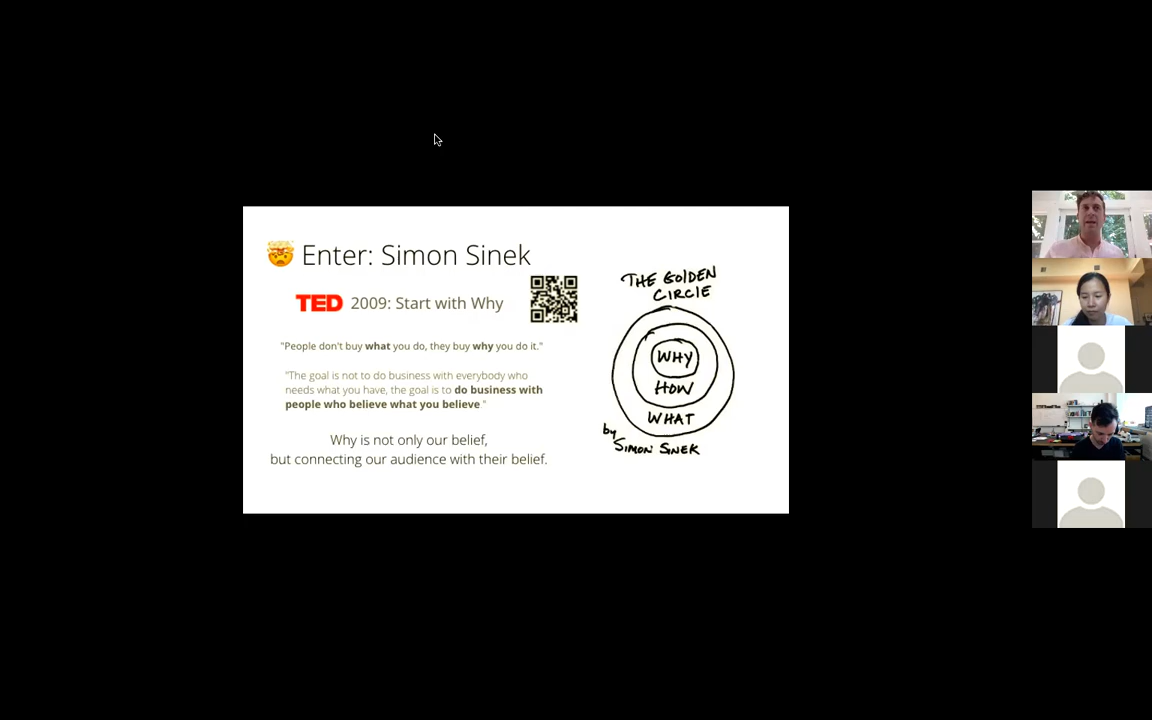 🤯 Enter: Simon Sinek
TED 2009: Start with Why
"People don't buy what you do, they buy why you do it."
"The goal is not to do business with everybody who
needs what you have, the goal is to do business with
people who believe what you believe "
Why is not only our belief,
but connecting our audience with their belief.
THE GOLDEN
CIRCLE
WHY
HOW
WHAT
by
SIMON SINEK